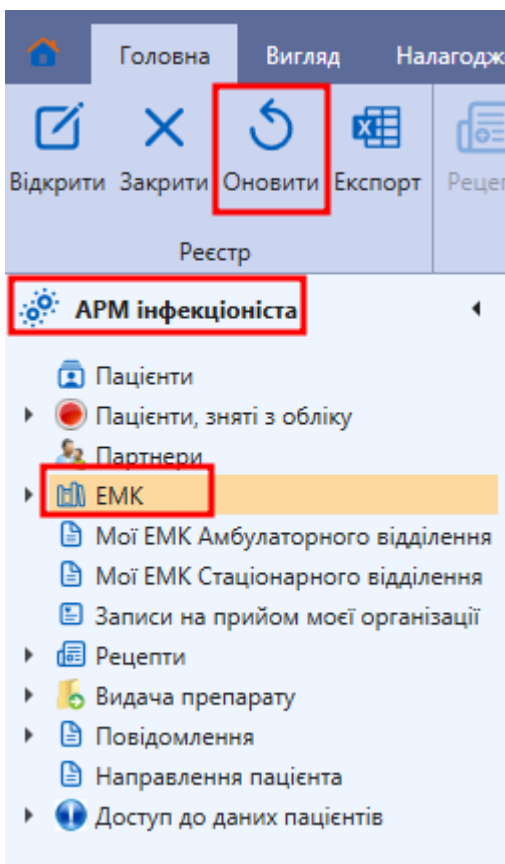 Головна Вигляд
Відкрити Закрити Оновити Експорт
Реєстр
АРМ інфекціоніста
Пацієнти
Пацієнти, зняті з обліку
Партнери
ЕМК
Мої ЕМК Амбулаторного відділення
Мої ЕМК Стаціонарного відділення
Записи на прийом моєї організації
Рецепти
Видача препарату
Повідомлення
Направлення пацієнта
Доступ до даних пацієнтів